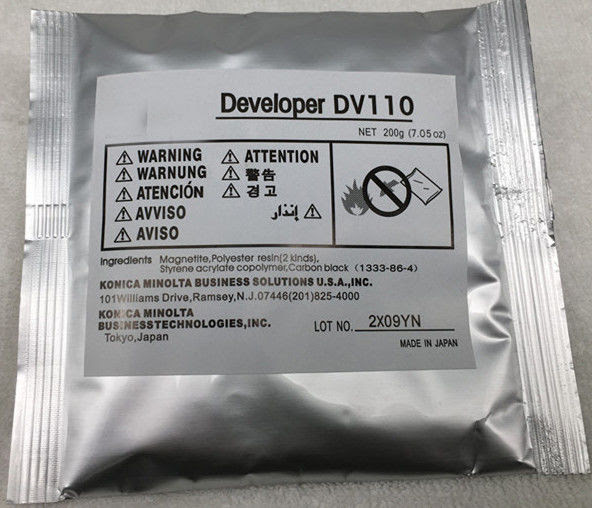 Developer DV110
NET 200g (7.05 oz)
⚠ WARNING ⚠ ATTENTION
⚠ WARNUNG ⚠ 警告
⚠ ATENCIÓN ⚠ 경고
⚠ AVVISO إنذار ⚠
⚠ AVISO
Ingredients Magnetite,Polyester resin(2 kinds),
Styrene acrylate copolymer,Carbon black (1333-86-4)
KONICA MINOLTA BUSINESS SOLUTIONS U.S.A.,INC.
101Williams Drive,Ramsey,N.J.07446(201)825-4000
KONICA MINOLTA
BUSINESSTECHNOLOGIES,INC.
Tokyo,Japan
LOT NO. 2X09YN
MADE IN JAPAN